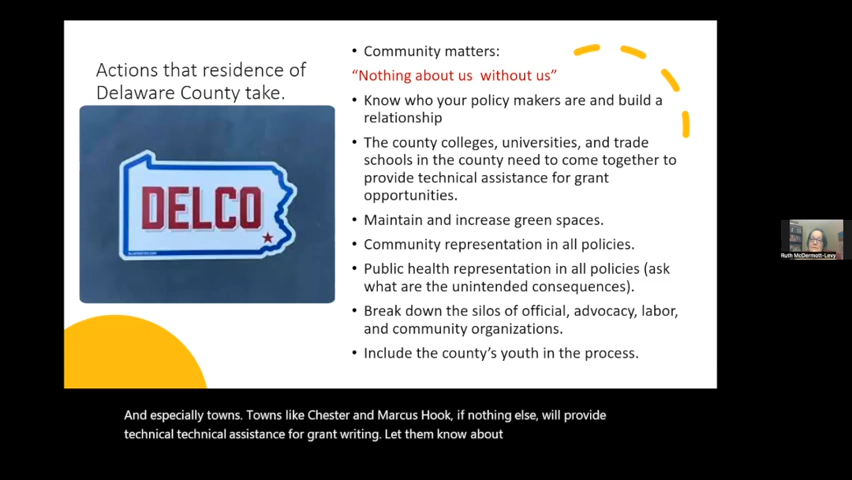 Actions that residence of
Delaware County take.
DELCO
• Community matters:
“Nothing about us without us”
• Know who your policy makers are and build a
relationship
• The county colleges, universities, and trade
schools in the county need to come together to
provide technical assistance for grant
opportunities.
• Maintain and increase green spaces.
• Community representation in all policies.
• Public health representation in all policies (ask
what are the unintended consequences).
• Break down the silos of official, advocacy, labor,
and community organizations.
• Include the county’s youth in the process.
Ruth McDermott-Levy
And especially towns. Towns like Chester and Marcus Hook, if nothing else, will provide
technical technical assistance for grant writing. Let them know about